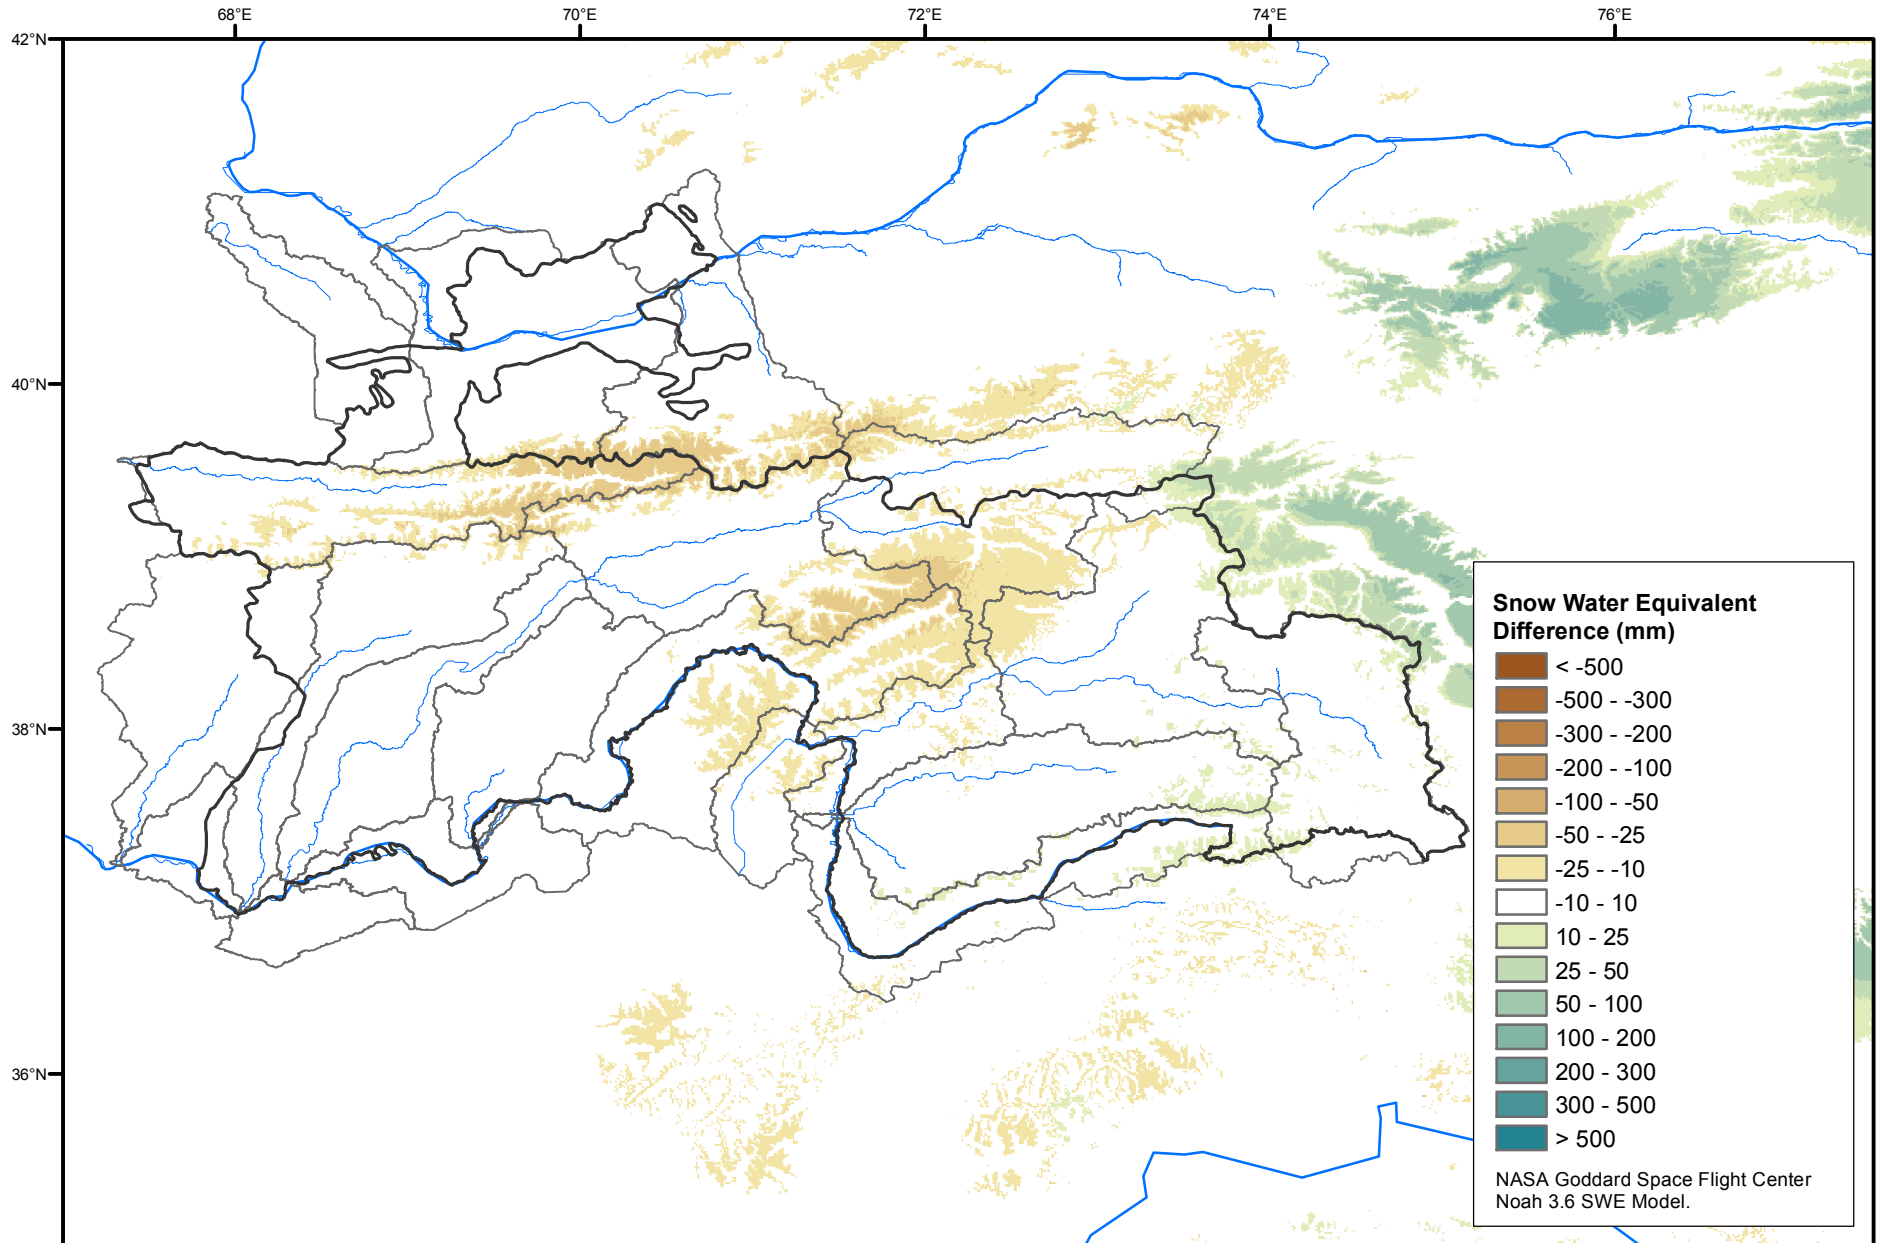 68°E
70°E
72°E
74°E
76°E
42°N
40°N
38°N
36°N
Snow Water Equivalent
Difference (mm)
< -500
-500 - -300
-300 - -200
-200 - -100
-100 - -50
-50 - -25
-25 - -10
-10 - 10
10 - 25
25 - 50
50 - 100
100 - 200
200 - 300
300 - 500
> 500
NASA Goddard Space Flight Center
Noah 3.6 SWE Model.